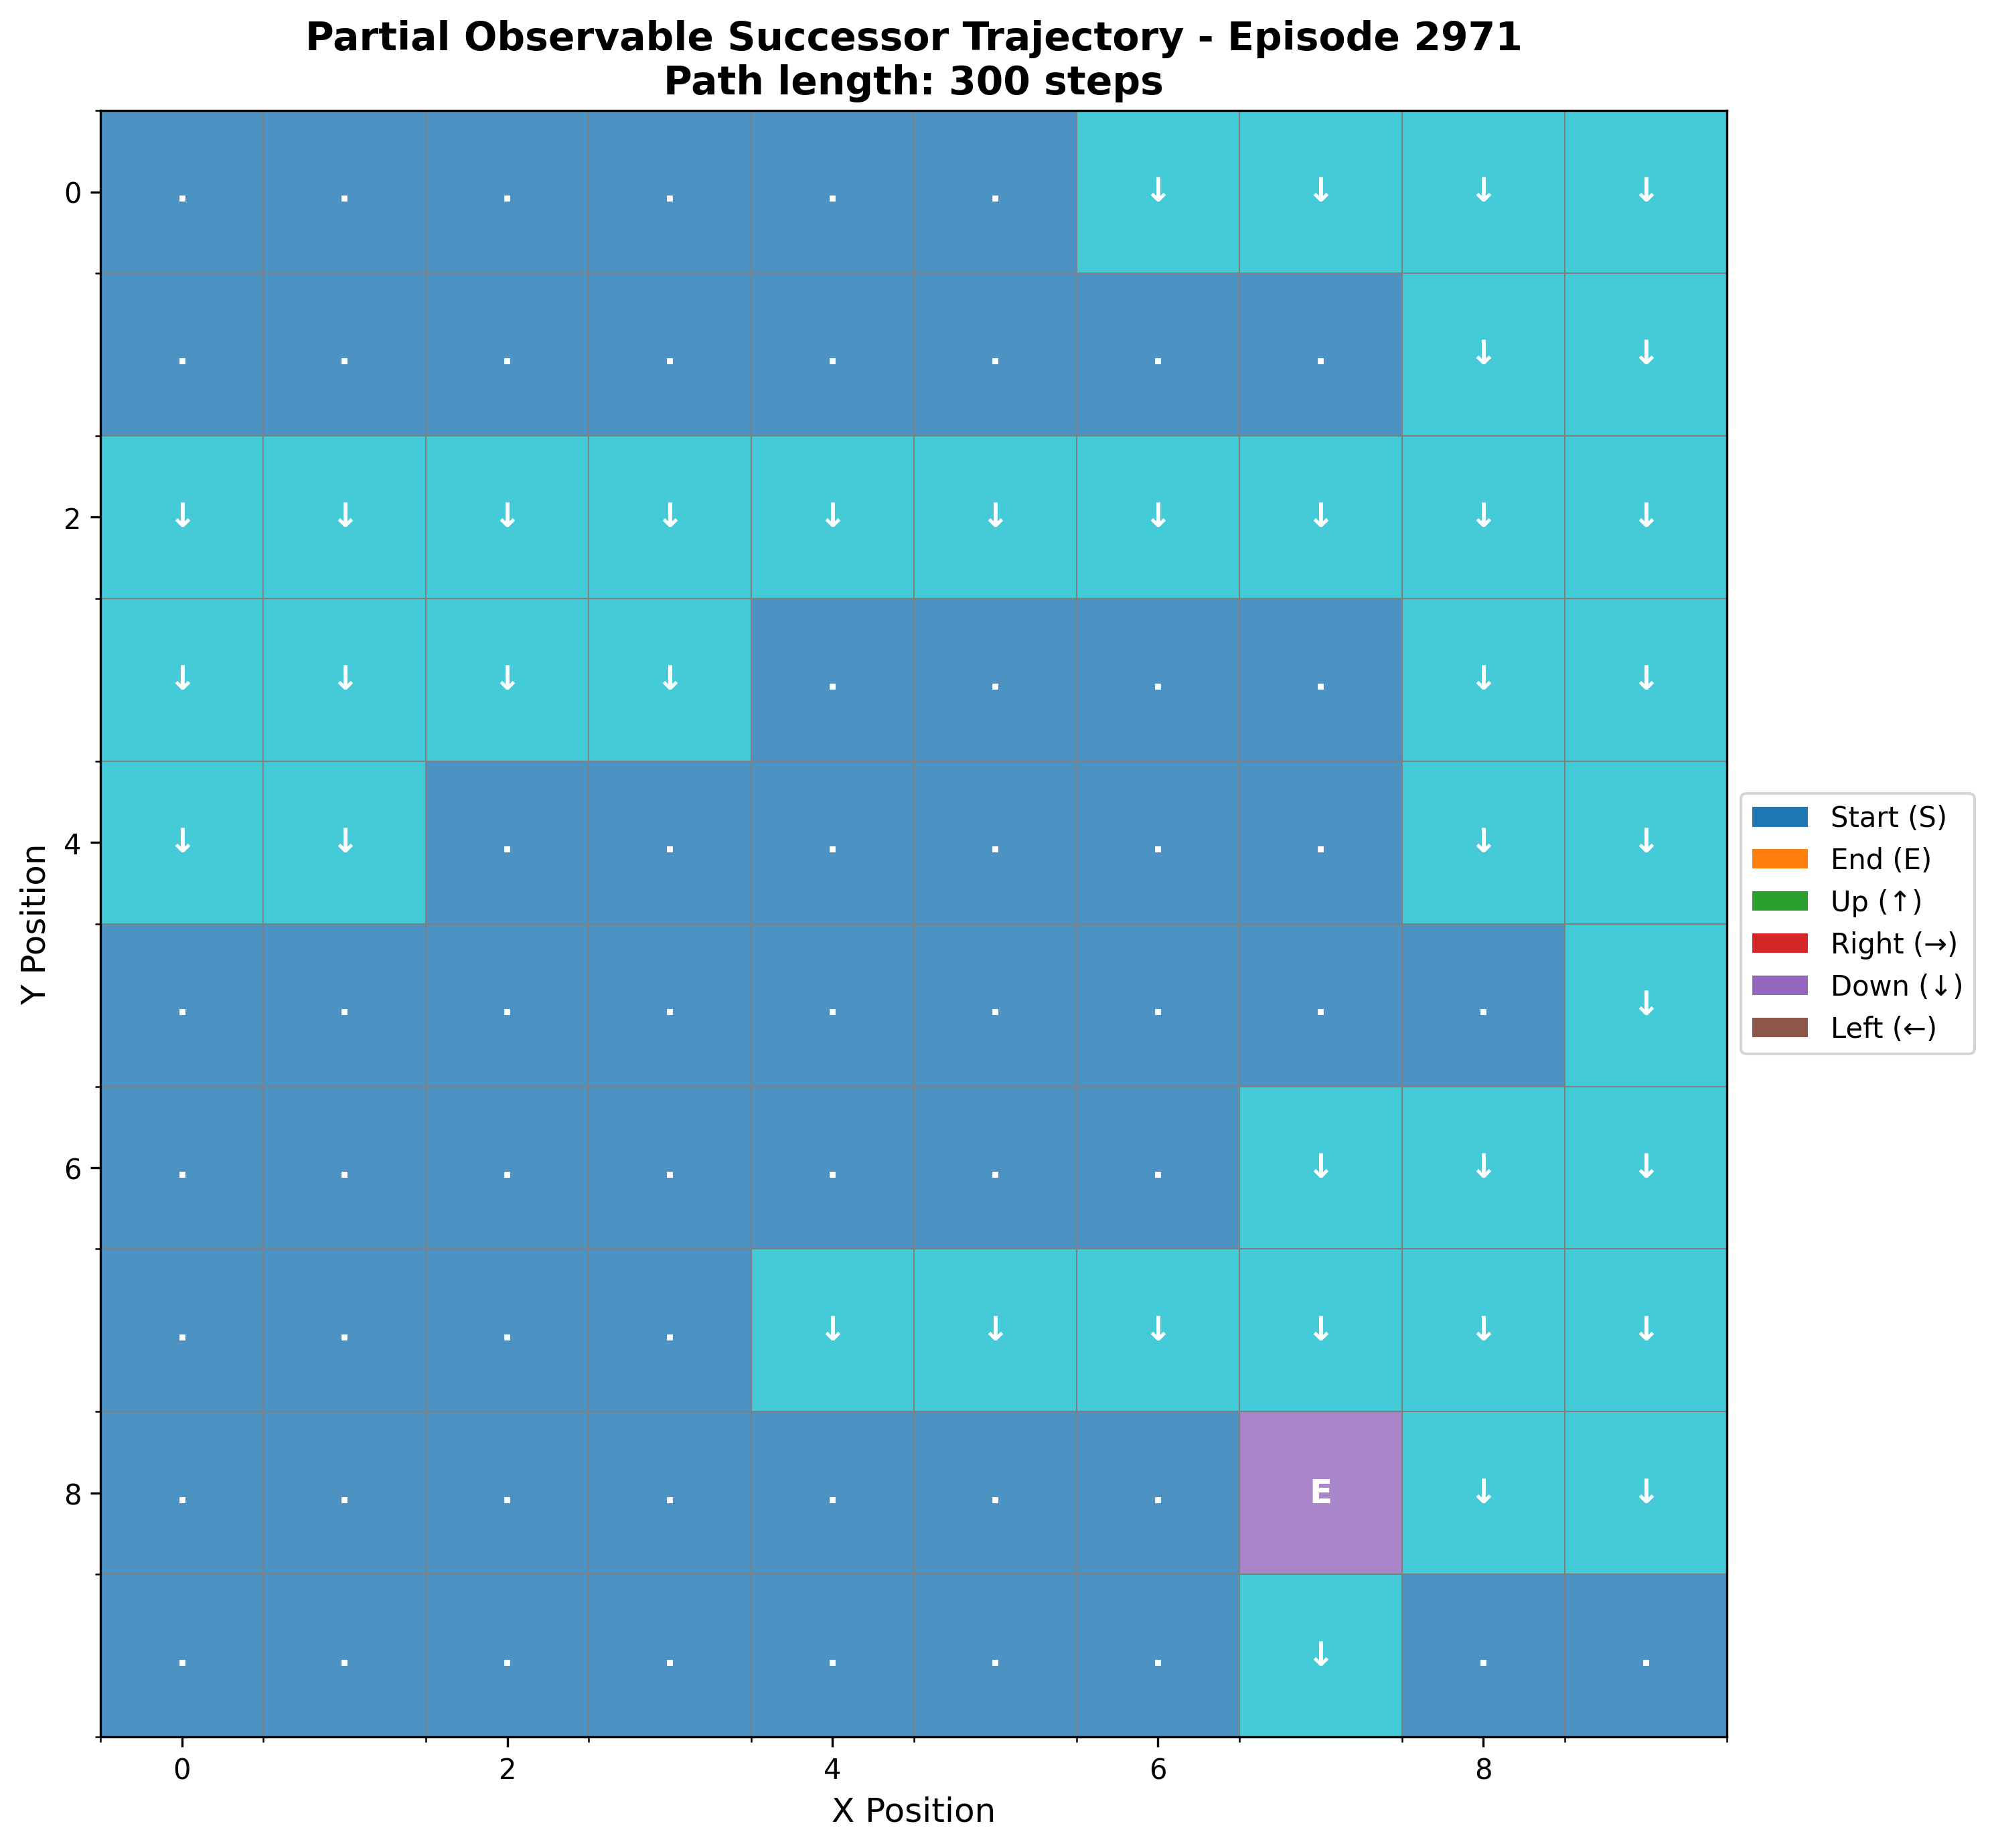 Partial Observable Successor Trajectory - Episode 2971
Path length: 300 steps
0 . . . . . . ↓ ↓ ↓ ↓
. . . . . . . . ↓ ↓
2 ↓ ↓ ↓ ↓ ↓ ↓ ↓ ↓ ↓ ↓
↓ ↓ ↓ ↓ . . . . ↓ ↓
4 ↓ ↓ . . . . . . ↓ ↓
. . . . . . . . . ↓
6 . . . . . . . ↓ ↓ ↓
. . . . ↓ ↓ ↓ ↓ ↓ ↓
8 . . . . . . . E ↓ ↓
. . . . . . . ↓ . .
0 2 4 6 8
X Position
Y Position
Start (S)
End (E)
Up (↑)
Right (→)
Down (↓)
Left (←)